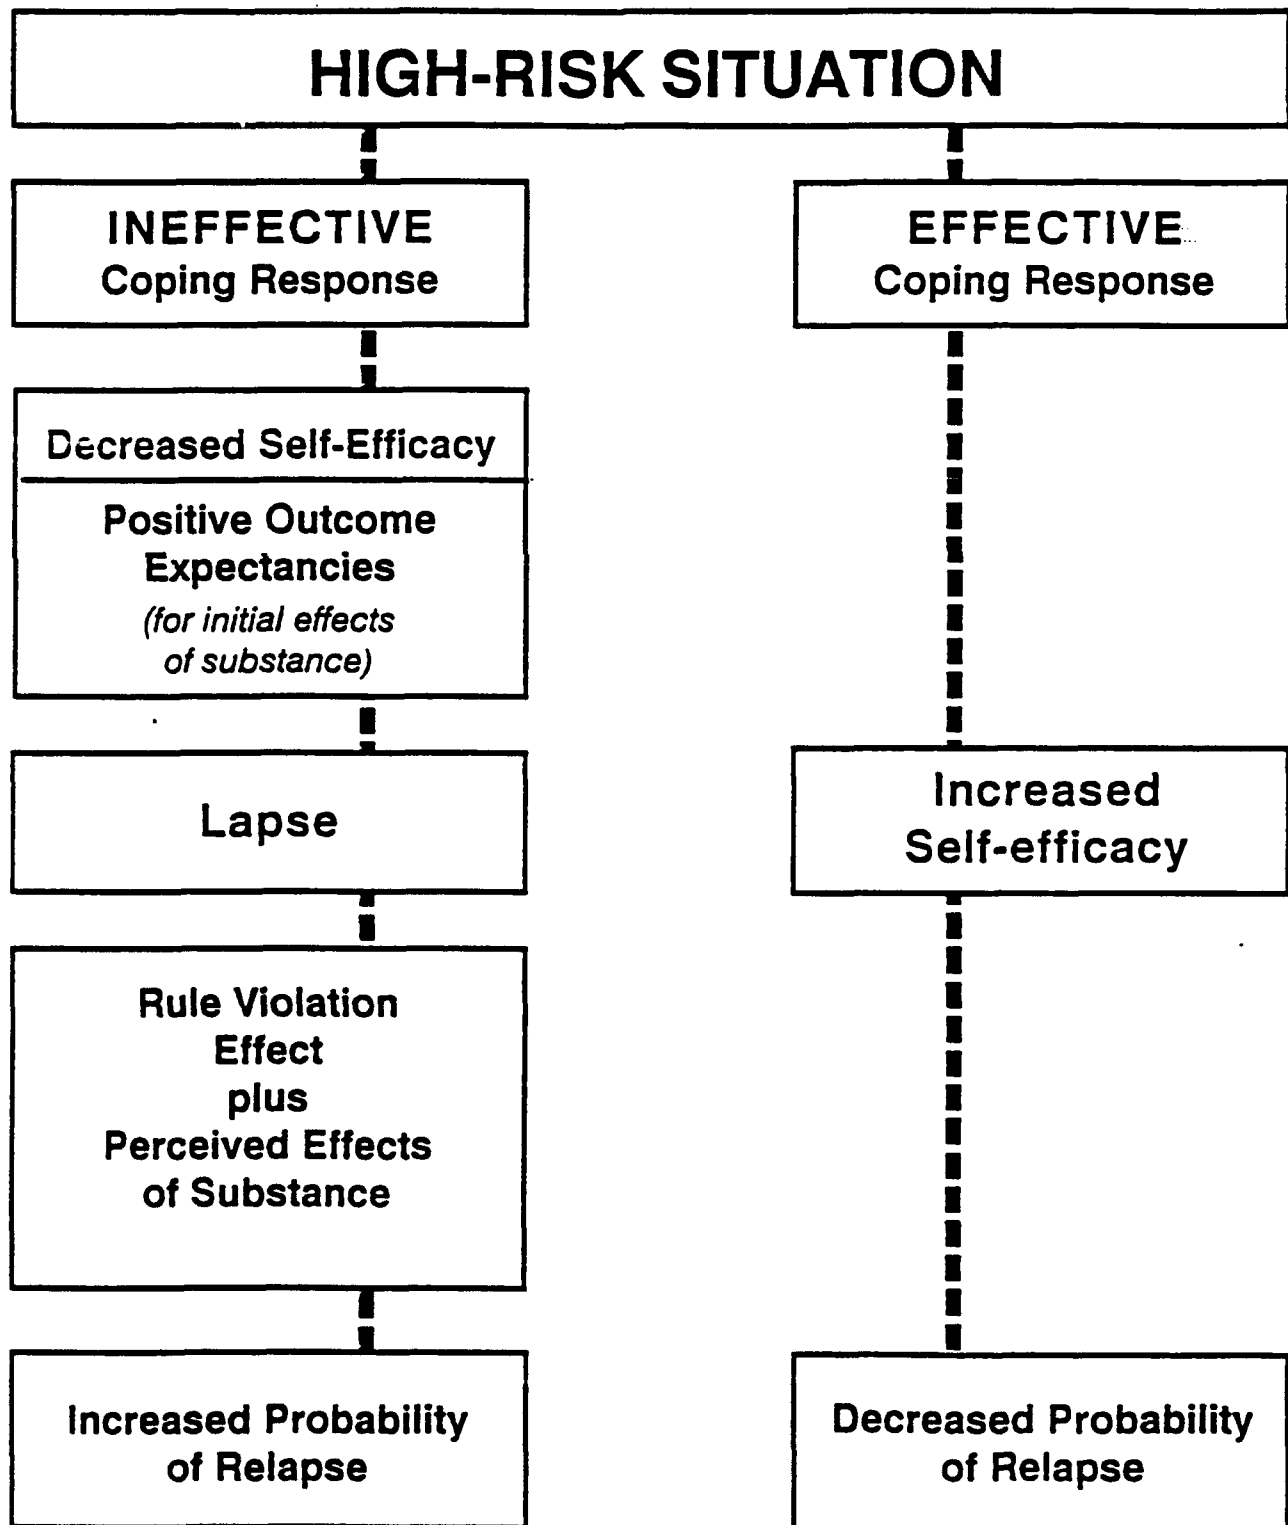 HIGH-RISK SITUATION
INEFFECTIVE
Coping Response
Decreased Self-Efficacy
Positive Outcome
Expectancies
(for initial effects
of substance)
Lapse
Rule Violation
Effect
plus
Perceived Effects
of Substance
Increased Probability
of Relapse
EFFECTIVE
Coping Response
Increased
Self-efficacy
Decreased Probability
of Relapse